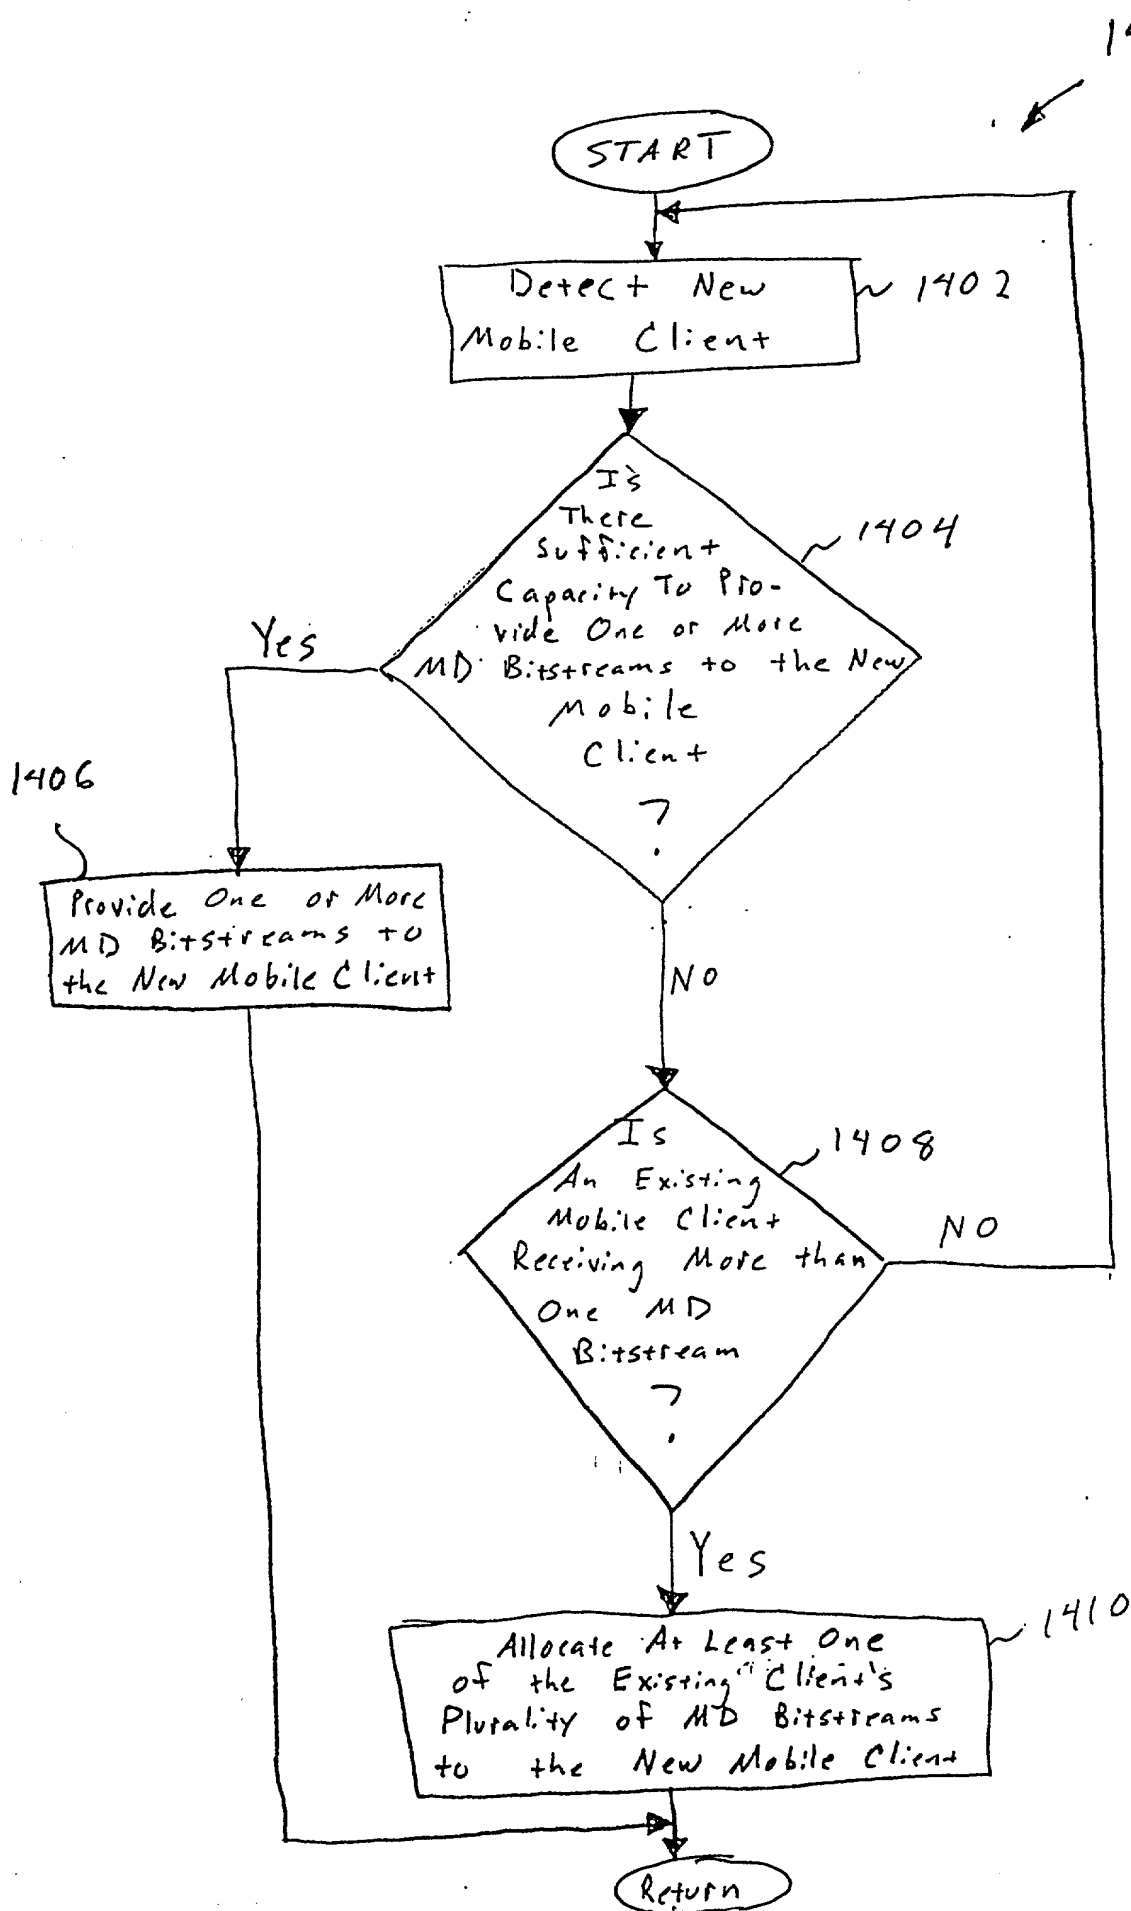 START
Detect New
Mobile Client
1402
Is
There
Sufficient
Capacity To Pro-
vide One or More
MD Bitstreams to the New
Mobile
Client
?
1404
Yes
1406
Provide One or More
MD Bitstreams to
the New Mobile Client
NO
Is
An Existing
Mobile Client
Receiving More than
One MD
Bitstream
?
1408
NO
Yes
Allocate At Least One
of the Existing Client's
Plurality of MD Bitstreams
to the New Mobile Client
1410
Return